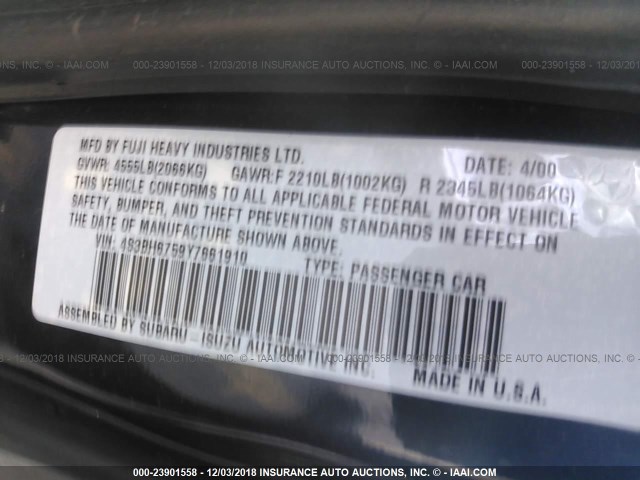 000-23901558 - 12/03/2018 INSURANCE AUTO AUCTIONS, INC. - © - IAAI.COM
MFD BY FUJI HEAVY INDUSTRIES LTD. DATE: 4/00
GVWR: 4555LB(2066KG) GAWR:F 2210LB(1002KG) R 2345LB(1064KG)
THIS VEHICLE CONFORMS TO ALL APPLICABLE FEDERAL MOTOR VEHICLE
SAFETY, BUMPER, AND THEFT PREVENTION STANDARDS IN EFFECT ON
THE DATE OF MANUFACTURE SHOWN ABOVE.
VIN: 4S3BH6759Y7661910 TYPE: PASSENGER CAR
ASSEMBLED BY SUBARU-ISUZU AUTOMOTIVE INC. MADE IN U.S.A.
000-23901558 - 12/03/2018 INSURANCE AUTO AUCTIONS, INC. - © - IAAI.COM